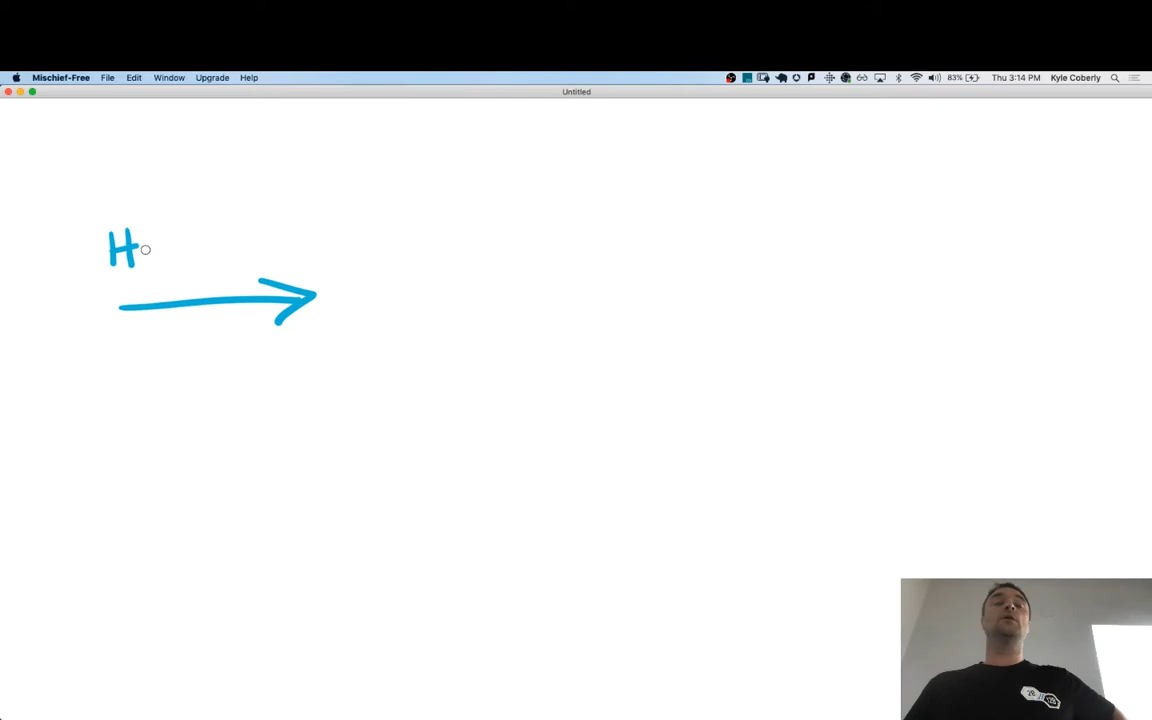 Mischief-Free File Edit Window Upgrade Help 83% Thu 3:14 PM Kyle Coberly
Untitled
H